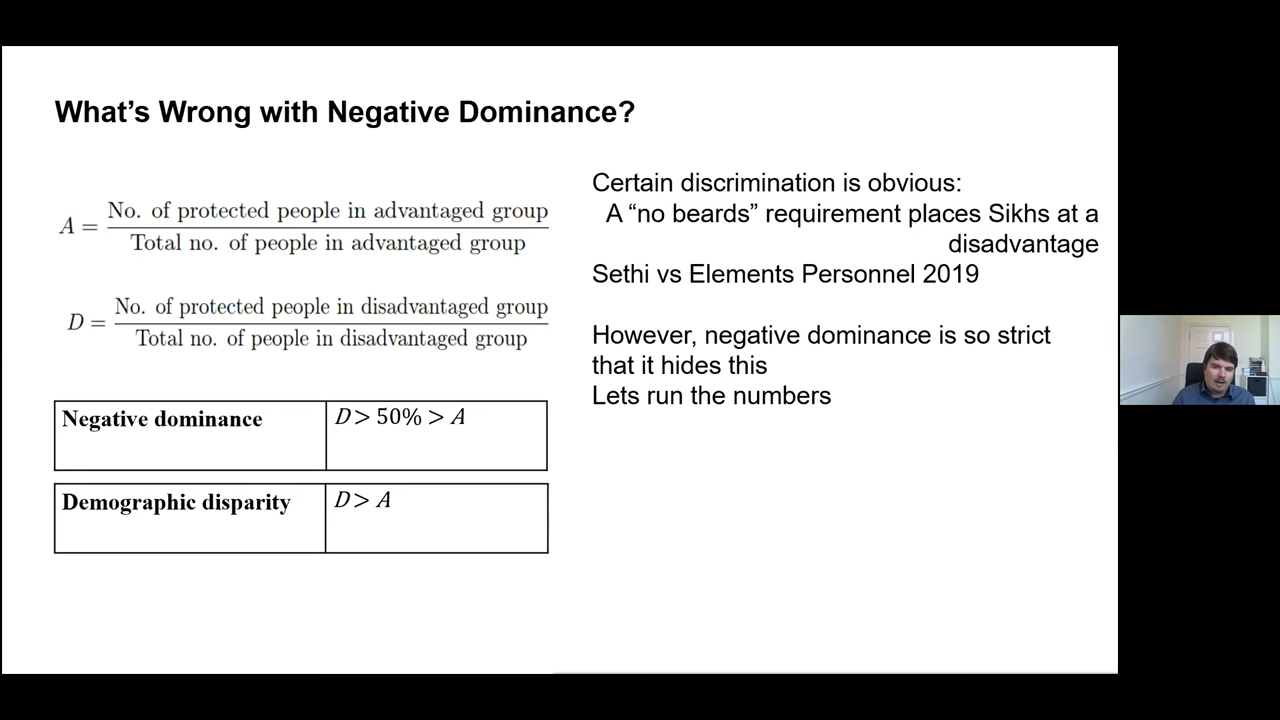 What's Wrong with Negative Dominance?
A = No. of protected people in advantaged group / Total no. of people in advantaged group
D = No. of protected people in disadvantaged group / Total no. of people in disadvantaged group
Negative dominance D > 50% > A
Demographic disparity D > A
Certain discrimination is obvious:
A “no beards” requirement places Sikhs at a
disadvantage
Sethi vs Elements Personnel 2019
However, negative dominance is so strict
that it hides this
Lets run the numbers